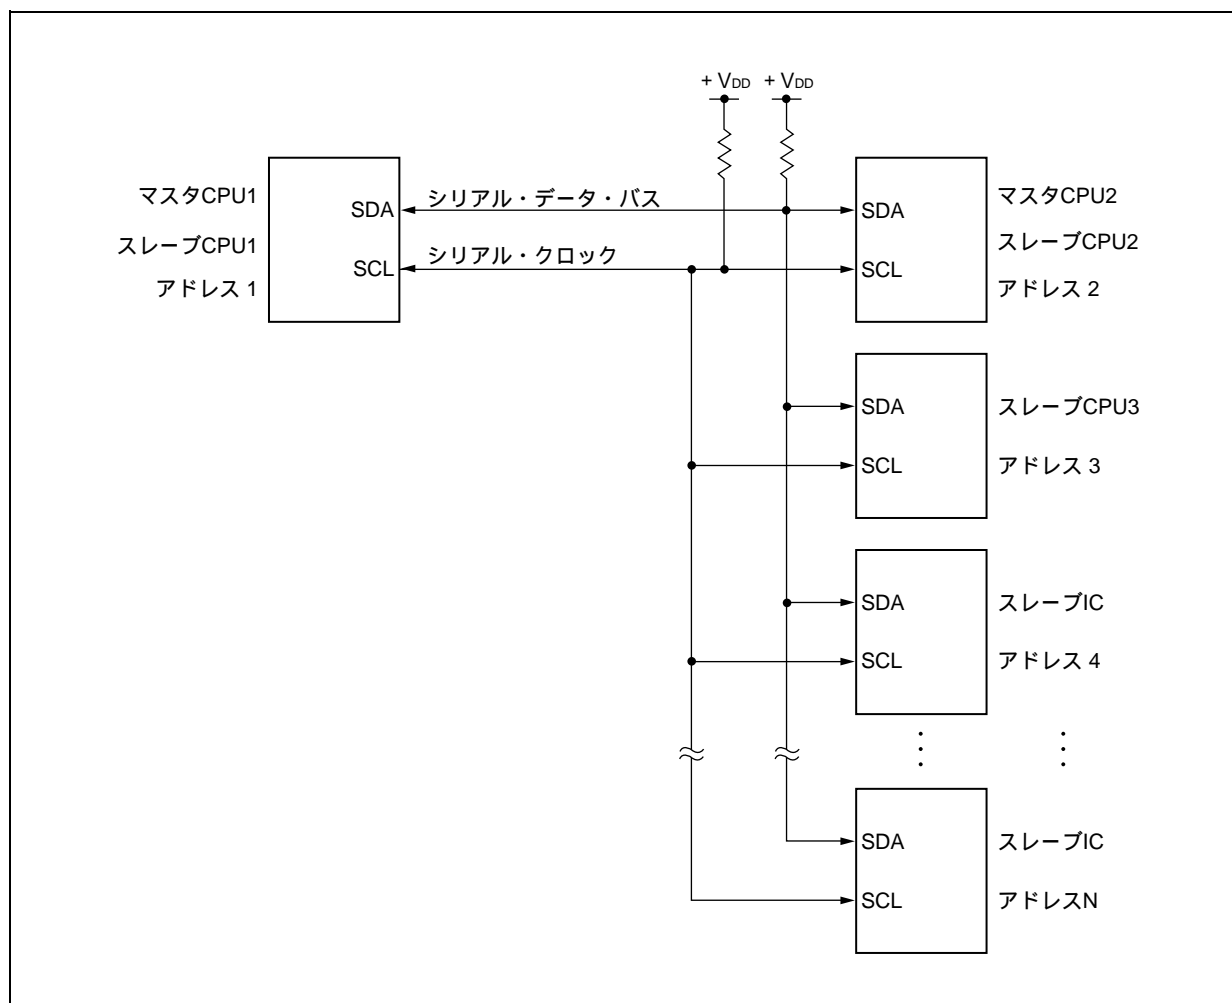 + VDD + VDD
マスタCPU1
スレーブCPU1
アドレス 1
SDA
SCL
シリアル・データ・バス
シリアル・クロック
SDA
SCL
マスタCPU2
スレーブCPU2
アドレス 2
SDA
SCL
スレーブCPU3
アドレス 3
SDA
SCL
スレーブIC
アドレス 4
SDA
SCL
スレーブIC
アドレスN